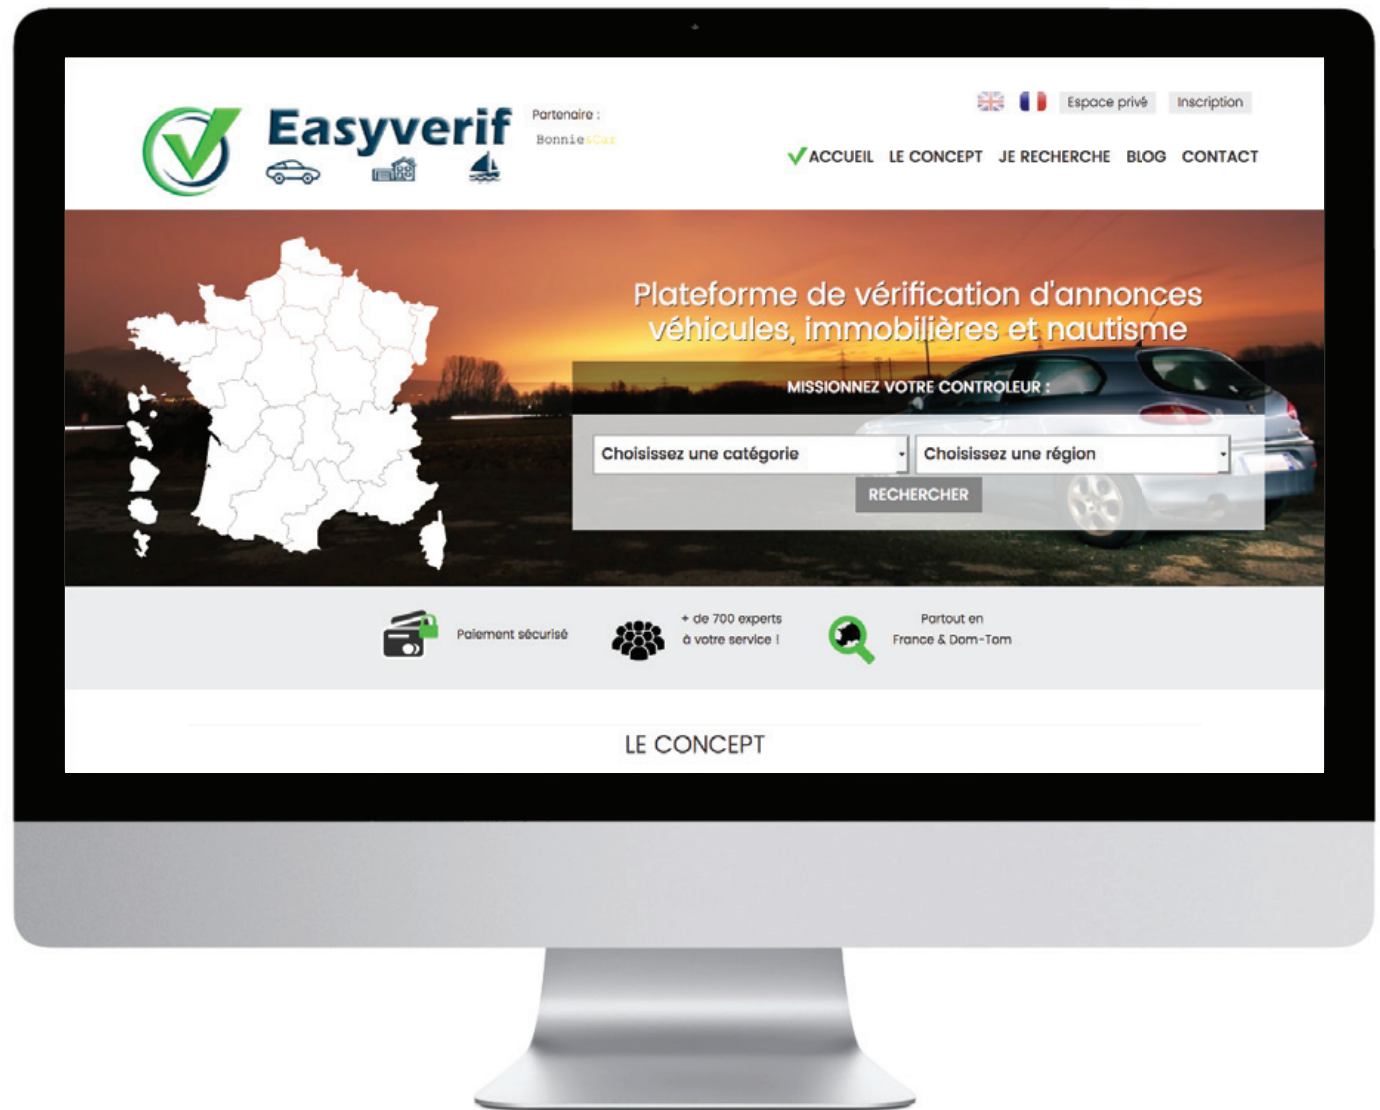 Easyverif
Partenaire :
Bonnie&Car
Espace privé
Inscription
ACCUEIL LE CONCEPT JE RECHERCHE BLOG CONTACT
Plateforme de vérification d'annonces
véhicules, immobilières et nautisme
MISSIONNEZ VOTRE CONTROLEUR :
Choisissez une catégorie
Choisissez une région
RECHERCHER
Paiement sécurisé
+ de 700 experts
à votre service !
Partout en
France & Dom-Tom
LE CONCEPT